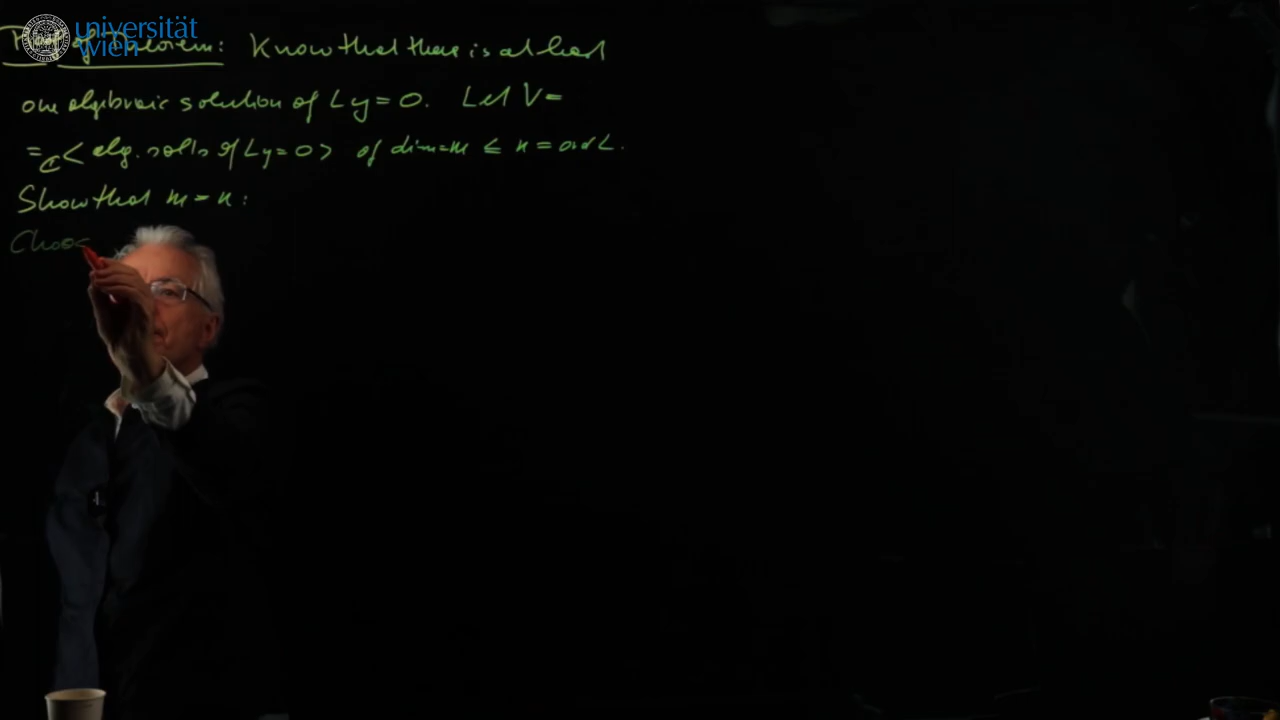 universität
wien
Proof of Theorem: Know that there is at least
one algebraic solution of Ly=0. Let V=
= ℂ< alg. sol's of Ly=0> of dim=m ≤ n = ord L.
Show that m = n:
Choos